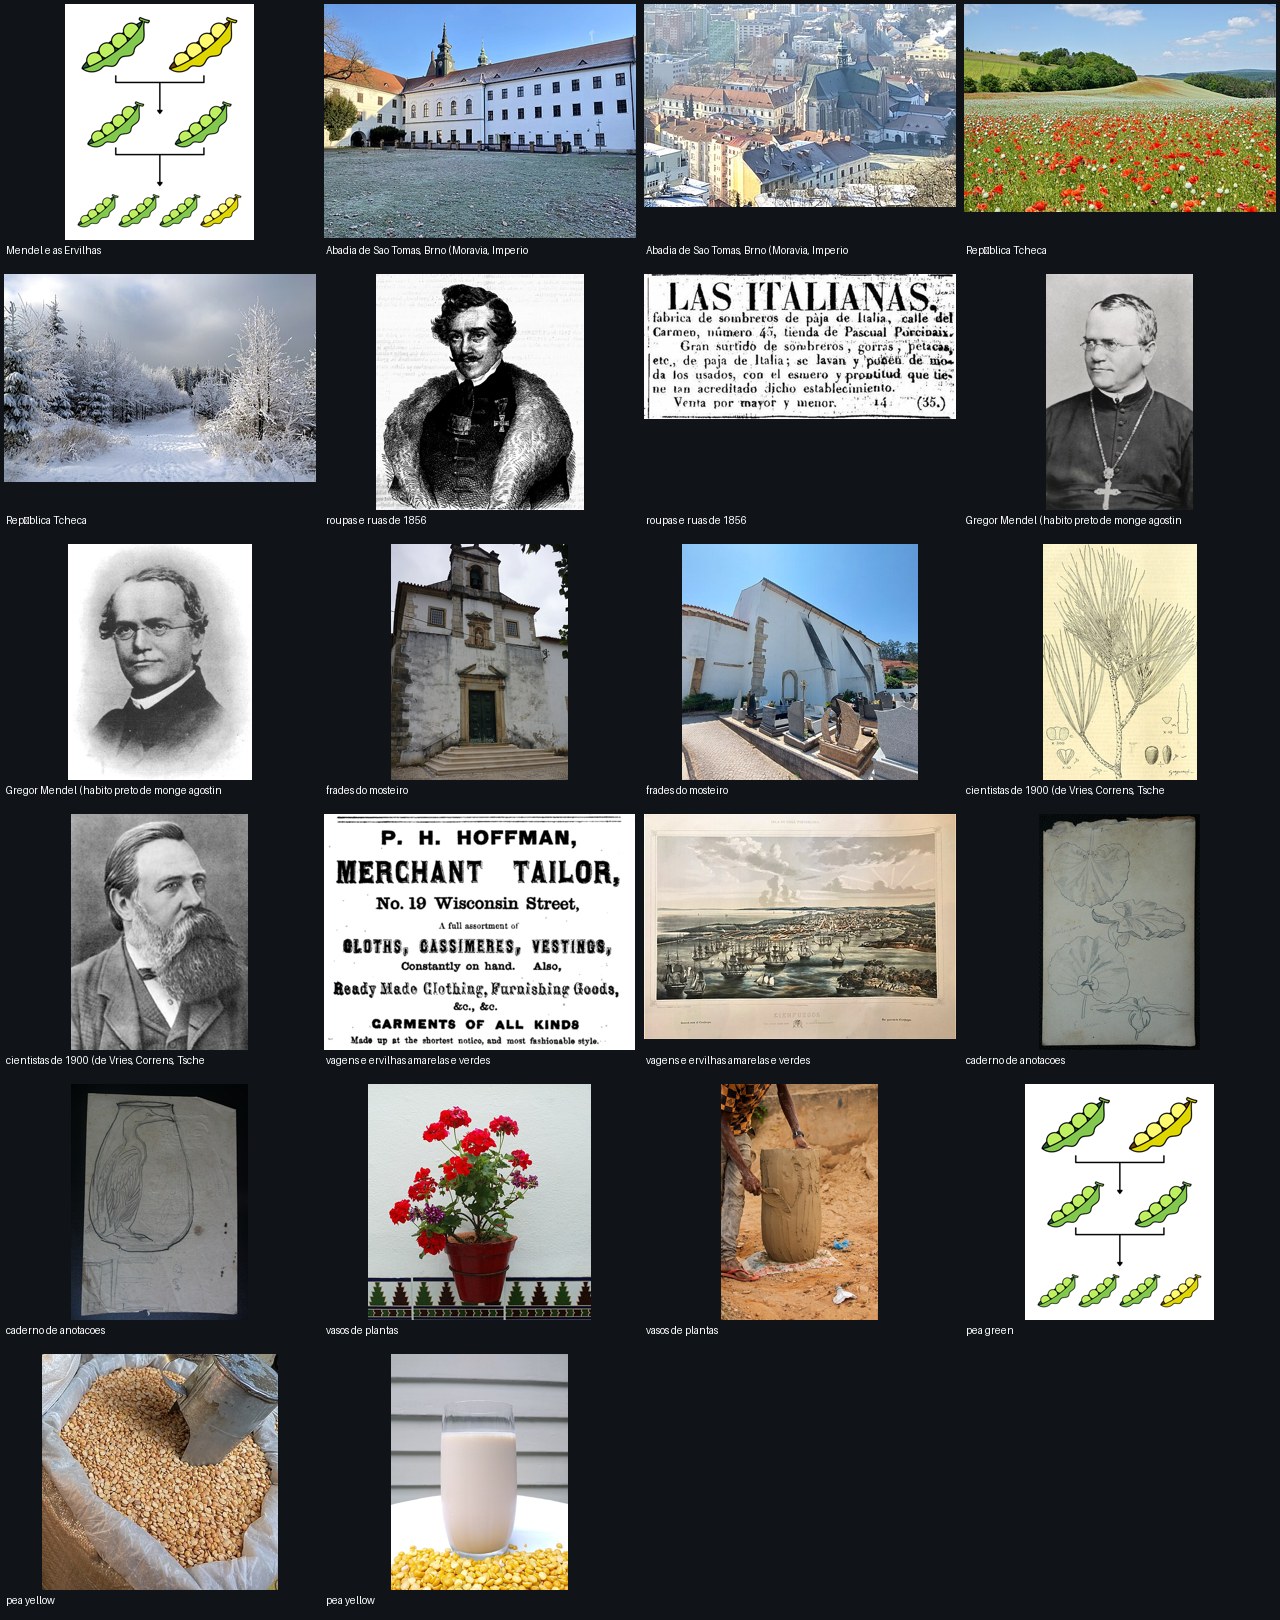 Mendel e as Ervilhas
Abadia de Sao Tomas, Brno (Moravia, Imperio
Abadia de Sao Tomas, Brno (Moravia, Imperio
Rep blica Tcheca
Rep blica Tcheca
roupas e ruas de 1856
LAS ITALIANAS,
fabrica de sombreros de paja de Italia, calle del
Carmen, número 45, tienda de Pascual Porcinaix.
Gran surtido de sombreros, gorras, petacas,
etc., de paja de Italia; se lavan y ponen de mo-
da los usados, con el esmero y prontitud que tie-
ne tan acreditado dicho establecimiento.
Venta por mayor y menor. 14 (35.)
roupas e ruas de 1856
Gregor Mendel (habito preto de monge agostin
Gregor Mendel (habito preto de monge agostin
frades do mosteiro
frades do mosteiro
cientistas de 1900 (de Vries, Correns, Tsche
cientistas de 1900 (de Vries, Correns, Tsche
P. H. HOFFMAN,
MERCHANT TAILOR,
No. 19 Wisconsin Street,
A full assortment of
CLOTHS, CASSIMERES, VESTINGS,
Constantly on hand. Also,
Ready Made Clothing, Furnishing Goods,
&c., &c.
GARMENTS OF ALL KINDS
Made up at the shortest notice, and most fashionable style.
vagens e ervilhas amarelas e verdes
vagens e ervilhas amarelas e verdes
caderno de anotacoes
caderno de anotacoes
vasos de plantas
vasos de plantas
pea green
pea yellow
pea yellow